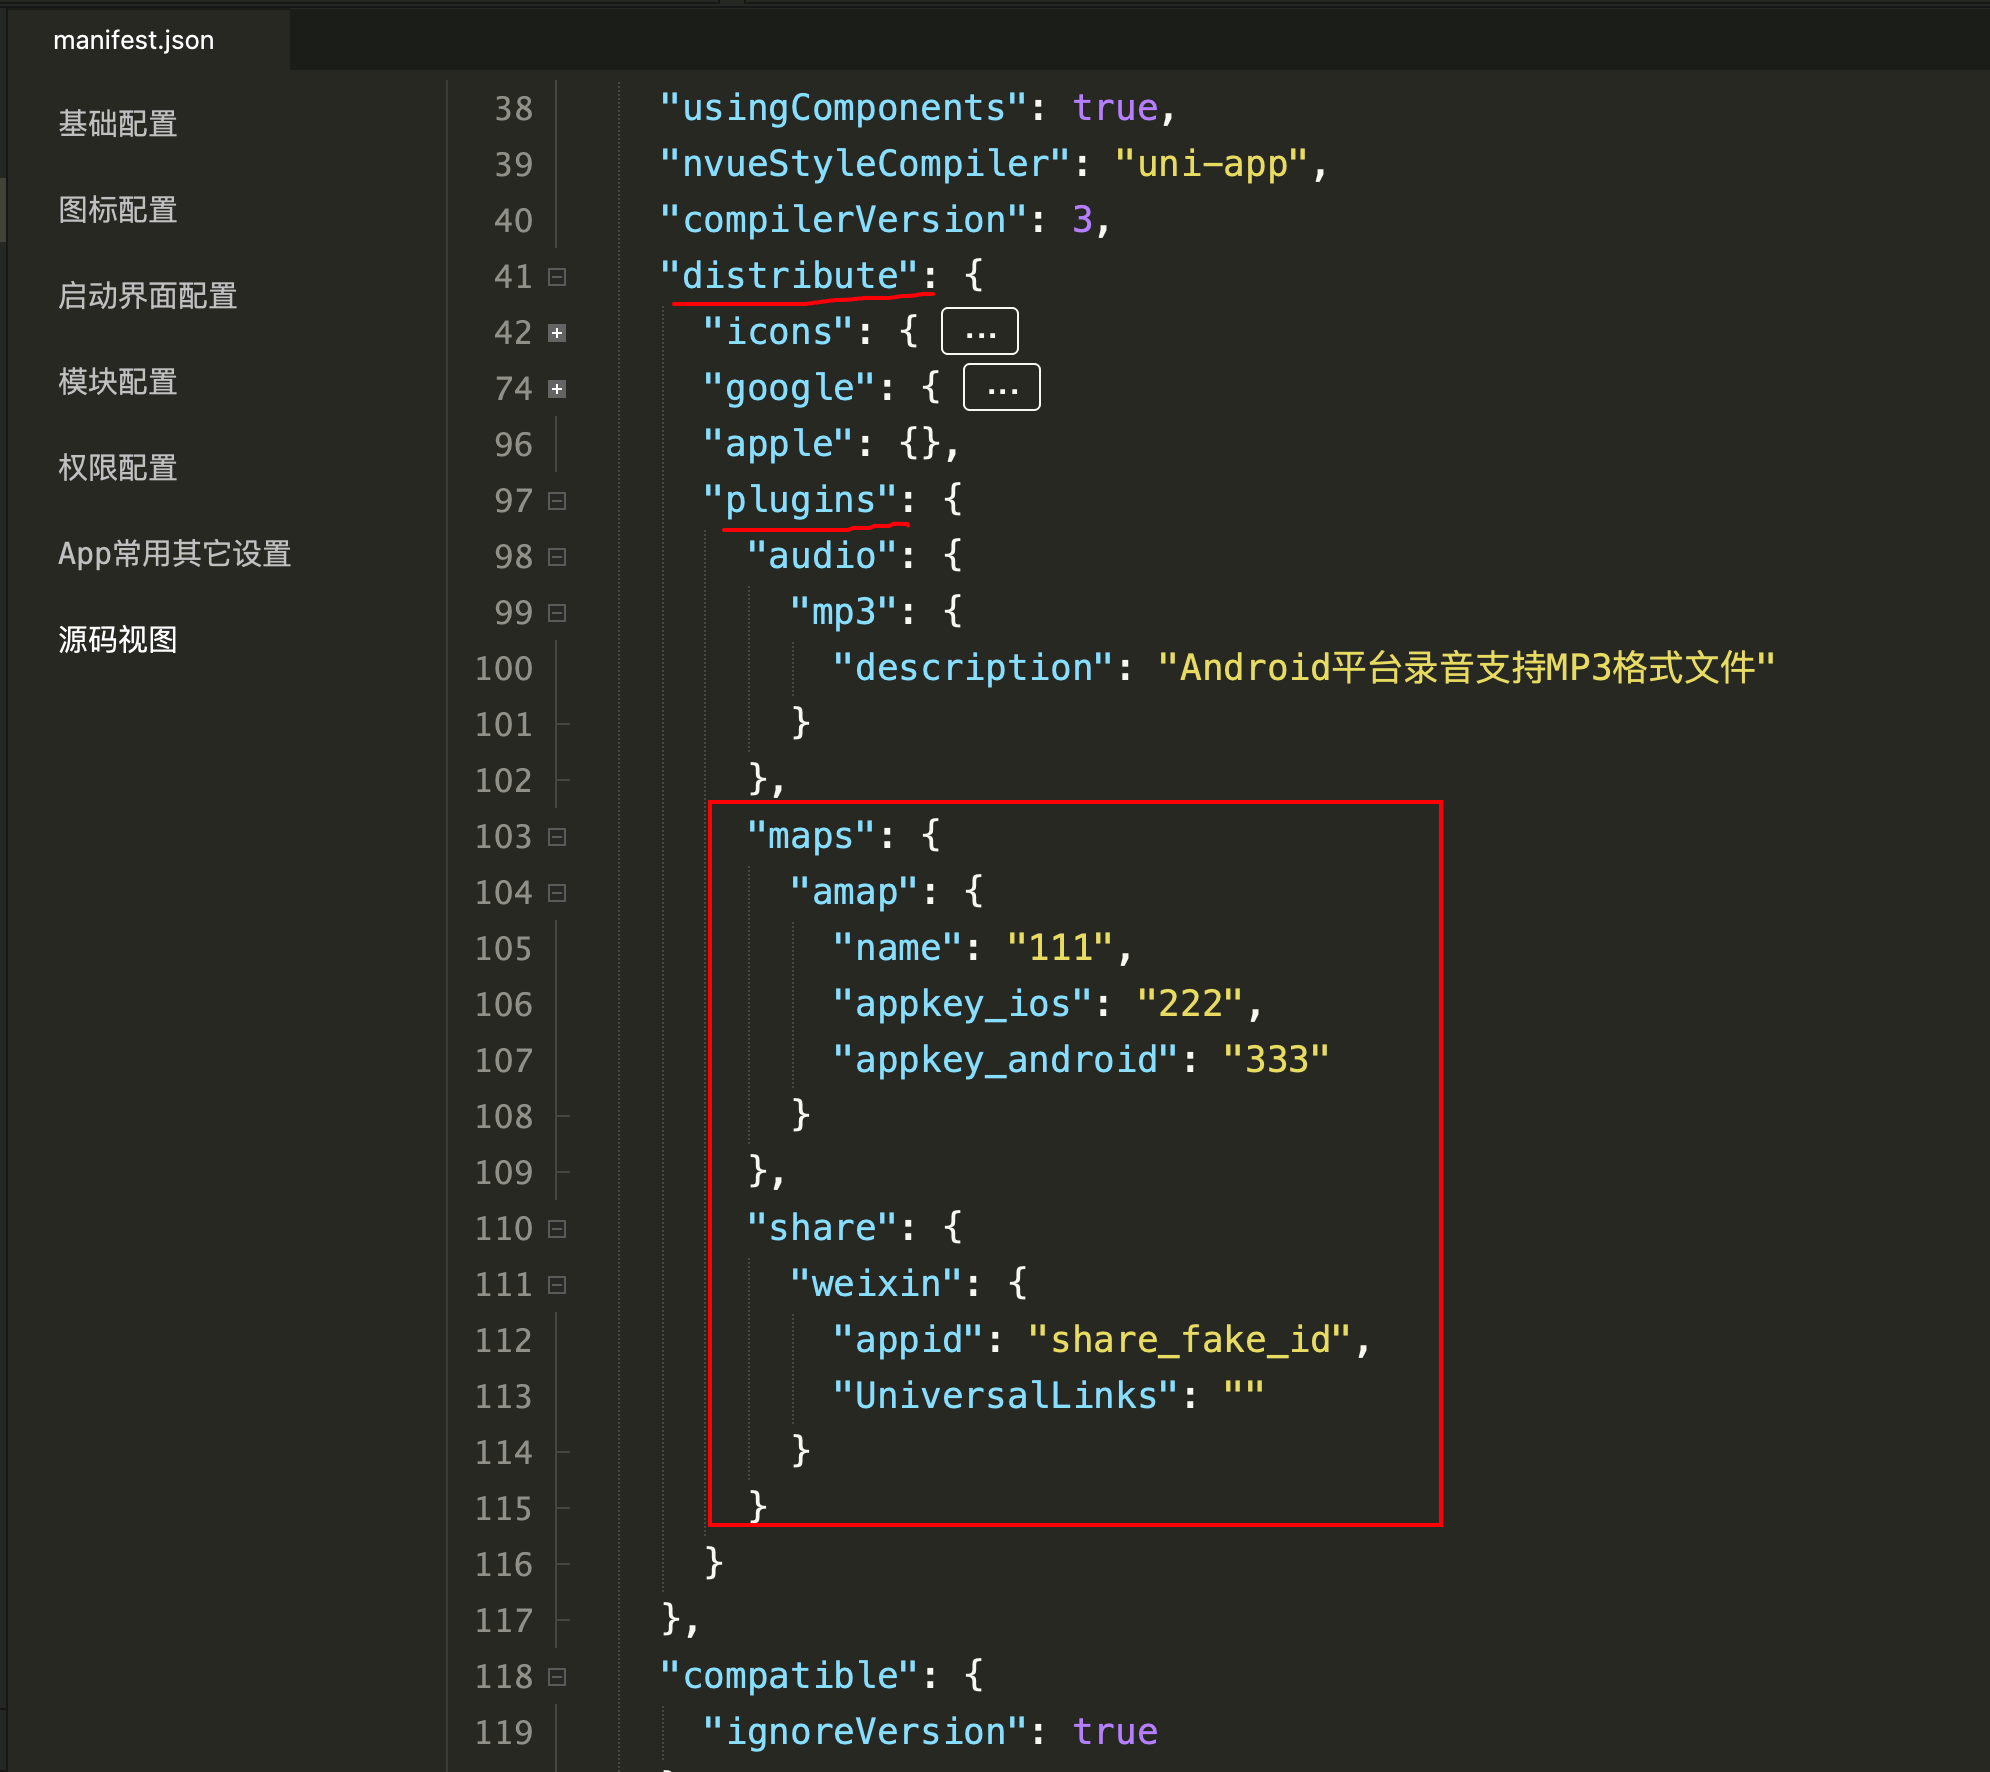 manifest.json
基础配置
图标配置
启动界面配置
模块配置
权限配置
App常用其它设置
源码视图
38 "usingComponents": true,
39 "nvueStyleCompiler": "uni-app",
40 "compilerVersion": 3,
41 "distribute": {
42 "icons": { ...
74 "google": { ...
96 "apple": {},
97 "plugins": {
98 "audio": {
99 "mp3": {
100 "description": "Android平台录音支持MP3格式文件"
101 }
102 },
103 "maps": {
104 "amap": {
105 "name": "111",
106 "appkey_ios": "222",
107 "appkey_android": "333"
108 }
109 },
110 "share": {
111 "weixin": {
112 "appid": "share_fake_id",
113 "UniversalLinks": ""
114 }
115 }
116 }
117 },
118 "compatible": {
119 "ignoreVersion": true